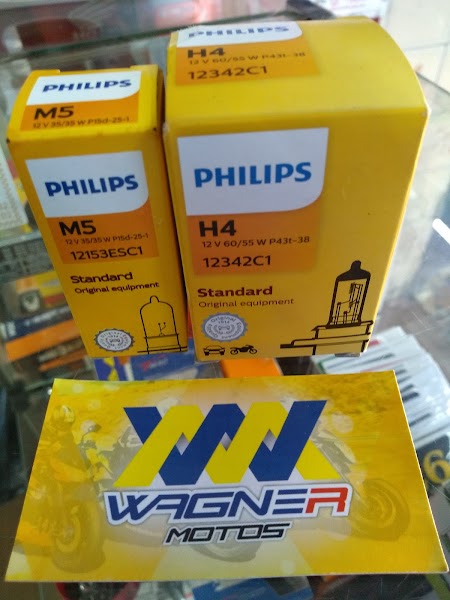 PHILIPS
M5
12 V 35/35 W P15d-25-1
PHILIPS
M5
12 V 35/35 W P15d-25-1
12153ESC1
Standard
Original equipment
PHILIPS
H4
12 V 60/55 W P43t-38
12342C1
PHILIPS
H4
12 V 60/55 W P43t-38
12342C1
Standard
Original equipment
WAGNER
MOTOS
6